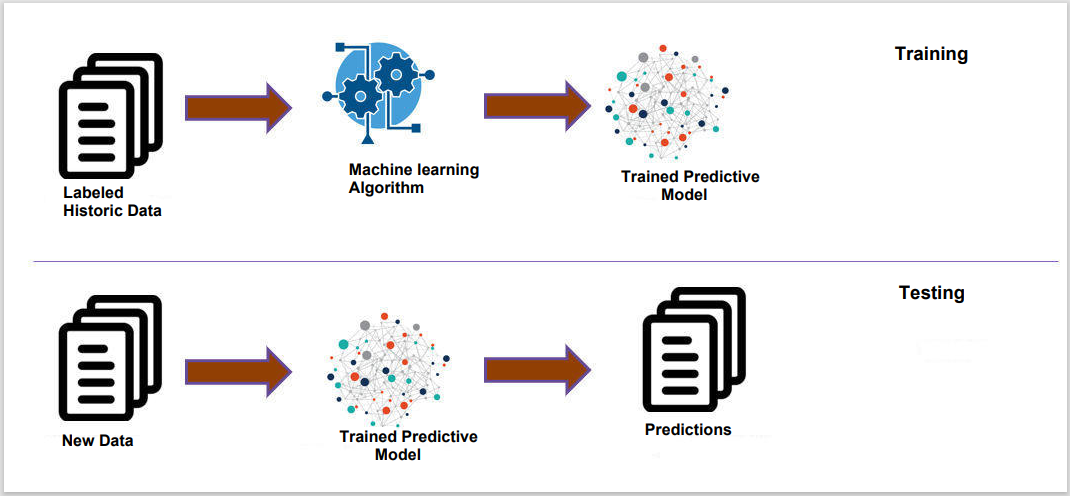 Training
Machine learning
Algorithm
Trained Predictive
Model
Labeled
Historic Data
Testing
New Data
Trained Predictive
Model
Predictions